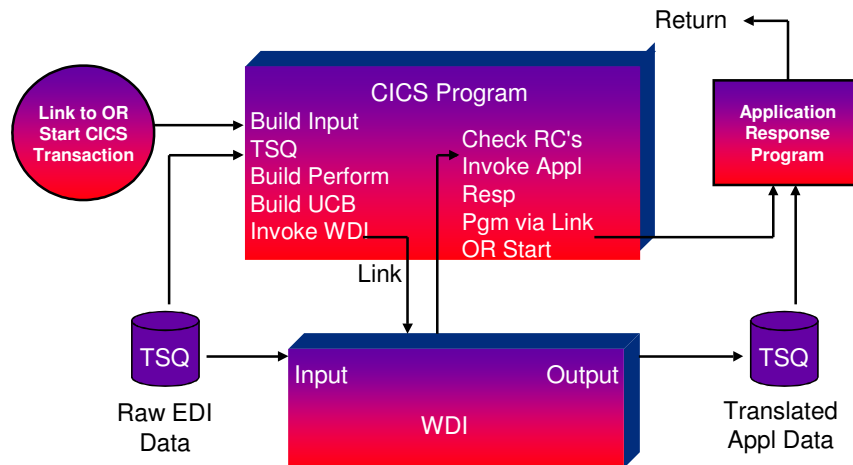 Return
CICS Program
Link to OR
Start CICS
Transaction
Build Input
TSQ
Build Perform
Build UCB
Invoke WDI
Check RC's
Invoke Appl
Resp
Pgm via Link
OR Start
Application
Response
Program
Link
TSQ
Raw EDI
Data
Input
Output
WDI
TSQ
Translated
Appl Data